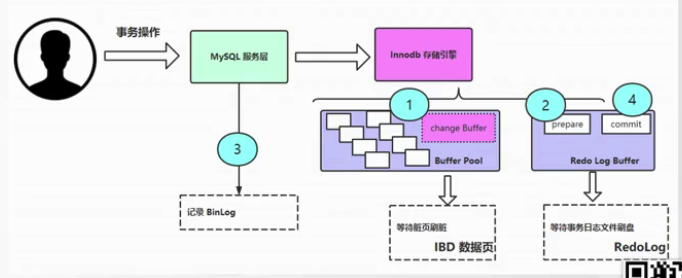 事务操作
MySQL 服务层
Innodb 存储引擎
1
2
4
change Buffer
prepare
commit
3
Buffer Pool
Redo Log Buffer
记录 BinLog
等待脏页刷脏
IBD 数据页
等待事务日志文件刷盘
RedoLog